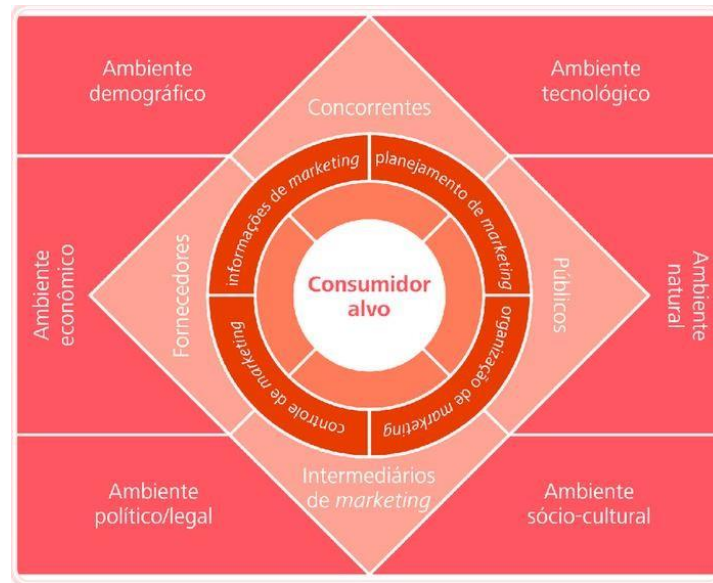 Ambiente
demográfico
Ambiente
tecnológico
Concorrentes
informações de marketing
planejamento de marketing
Ambiente
econômico
Fornecedores
Consumidor
alvo
Públicos
Ambiente
natural
controle de marketing
organização de marketing
Intermediários
de marketing
Ambiente
político/legal
Ambiente
sócio-cultural